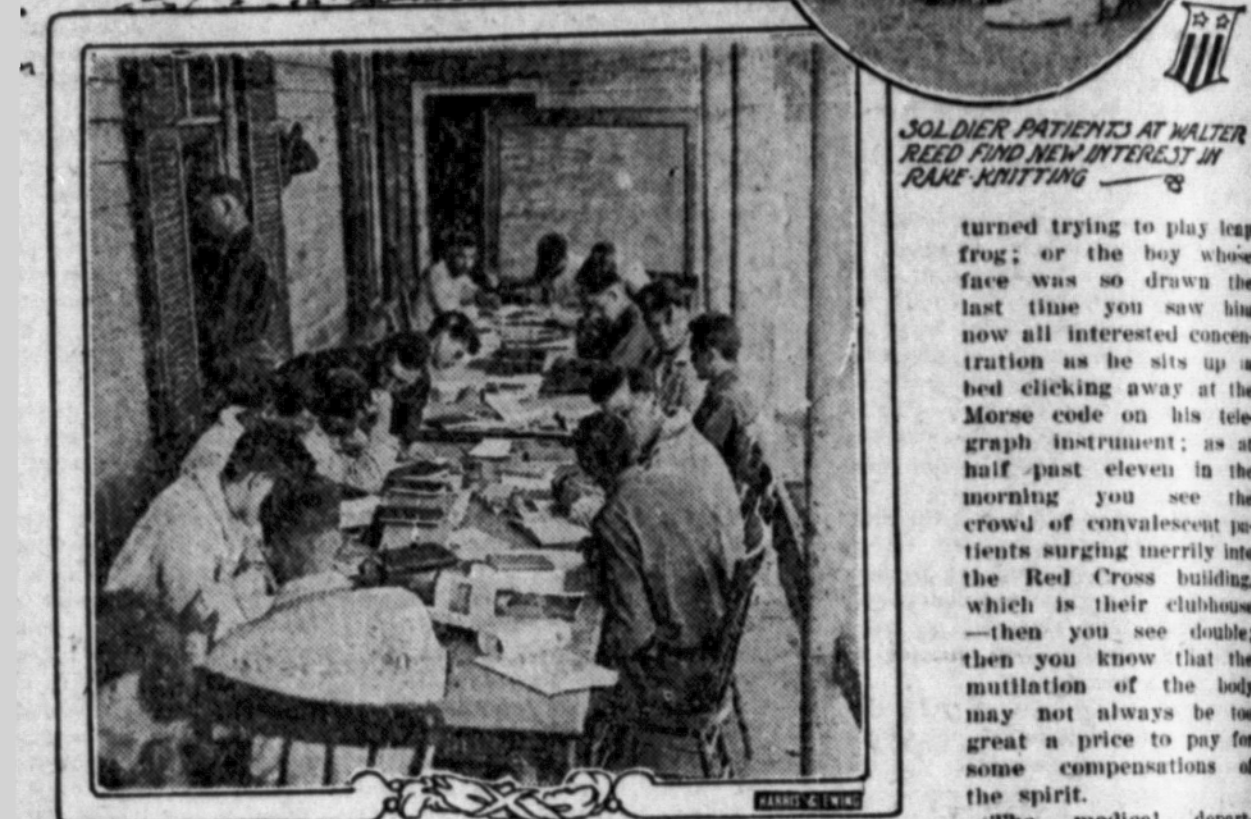 SOLDIER PATIENTS AT WALTER
REED FIND NEW INTEREST IN
RAKE-KNITTING
turned trying to play leap
frog; or the boy whose
face was so drawn the
last time you saw him
now all interested concen-
tration as he sits up
bed clicking away at the
Morse code on his tele-
graph instrument; as at
half past eleven in the
morning you see the
crowd of convalescent pa-
tients surging merrily into
the Red Cross building,
which is their clubhouse
—then you see double,
then you know that the
mutilation of the body
may not always be too
great a price to pay for
some compensations of
the spirit.
The medical depart
HARRIS & EWING